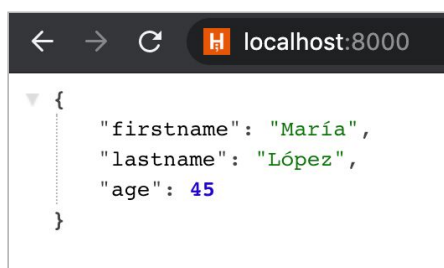 localhost:8000
{
"firstname": "María",
"lastname": "López",
"age": 45
}